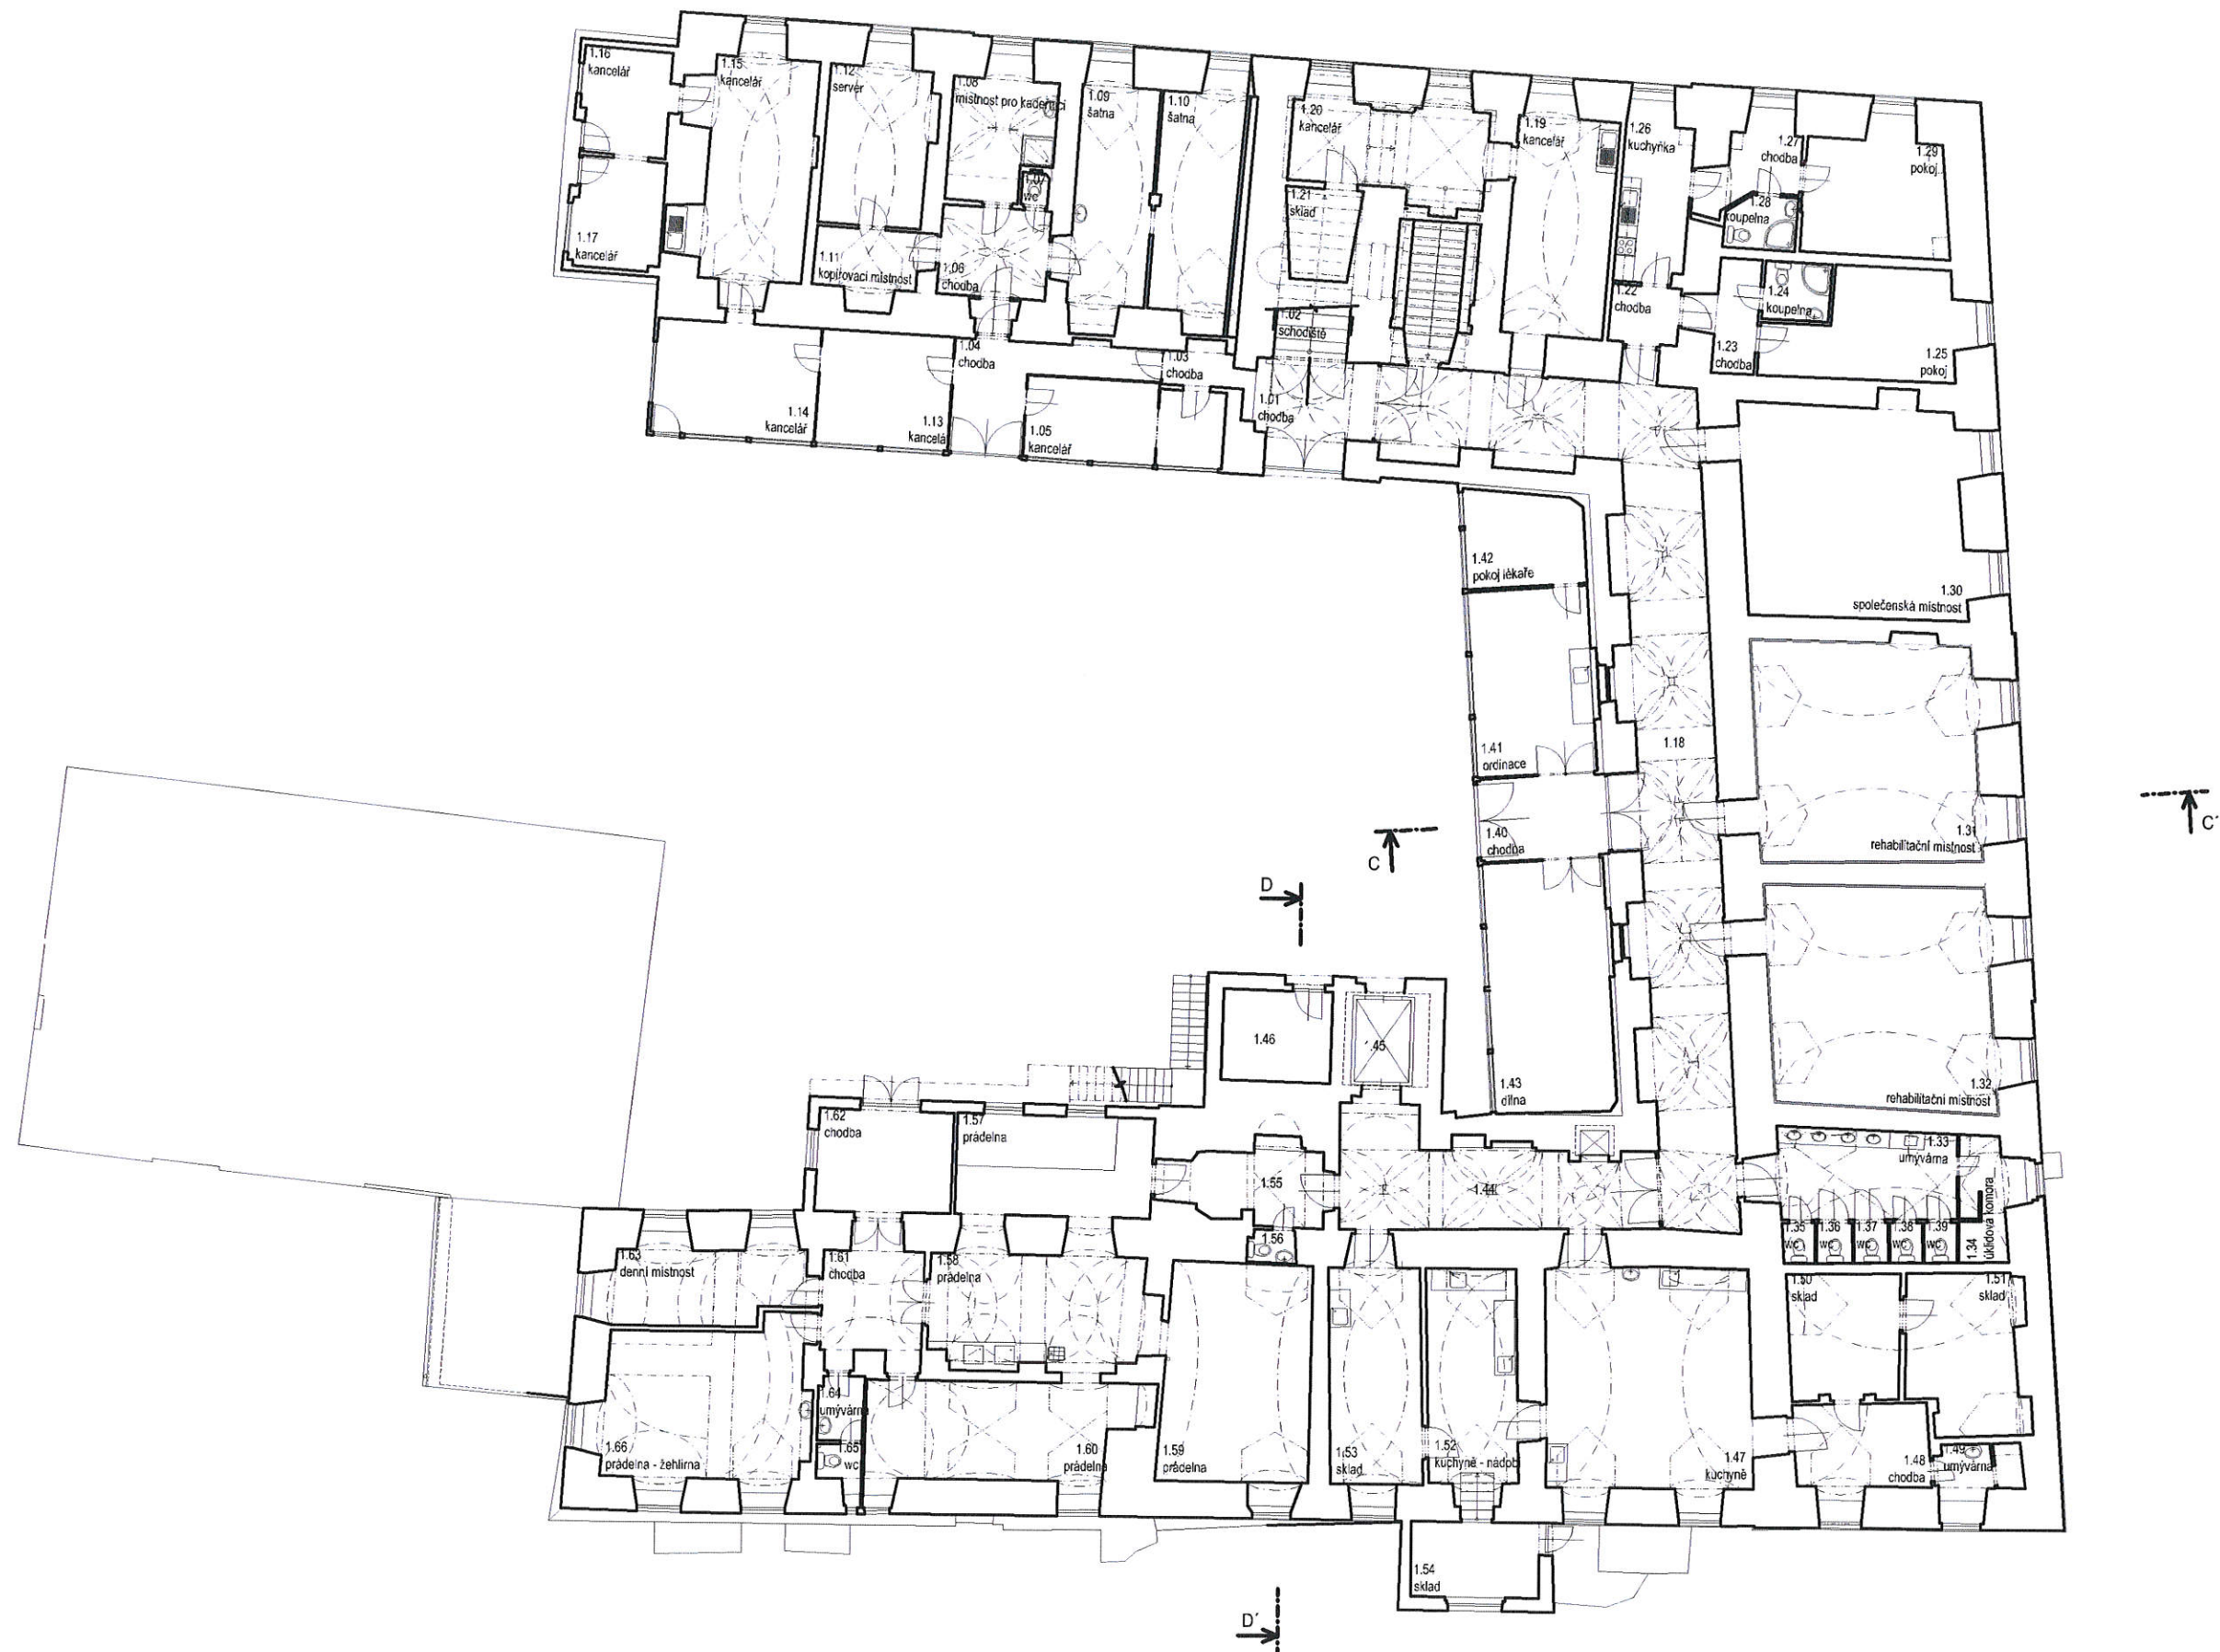 1.16
kancelář
1.15
kancelář
1.12
server
1.08
místnost pro kadeřnici
1.09
šatna
1.10
šatna
1.20
kancelář
1.19
kancelář
1.26
kuchyňka
1.27
chodba
1.29
pokoj
1.07
wc
1.21
sklad
1.28
koupelna
1.17
kancelář
1.11
kopírovací místnost
1.06
chodba
1.02
schodiště
1.22
chodba
1.24
koupelna
1.04
chodba
1.03
chodba
1.23
chodba
1.25
pokoj
1.14
kancelář
1.13
kancelá
1.05
kancelář
1.01
chodba
1.42
pokoj lékaře
1.30
společenská místnost
1.41
ordinace
1.18
1.40
chodba
1.31
rehabilitační místnost
C
C´
D
1.46
1.45
1.43
dílna
1.32
rehabilitační místnost
1.62
chodba
1.57
prádelna
1.55
1.44
1.33
umývárna
1.56
1.35
wc
1.36
wc
1.37
wc
1.38
wc
1.39
wc
1.34
úklidová komora
1.63
denní místnost
1.61
chodba
1.58
prádelna
1.50
sklad
1.51
sklad
1.64
umývárna
1.65
wc
1.66
prádelna - žehlírna
1.60
prádelna
1.59
prádelna
1.53
sklad
1.52
kuchyně - nádobí
1.47
kuchyně
1.48
chodba
1.49
umývárna
1.54
sklad
D´